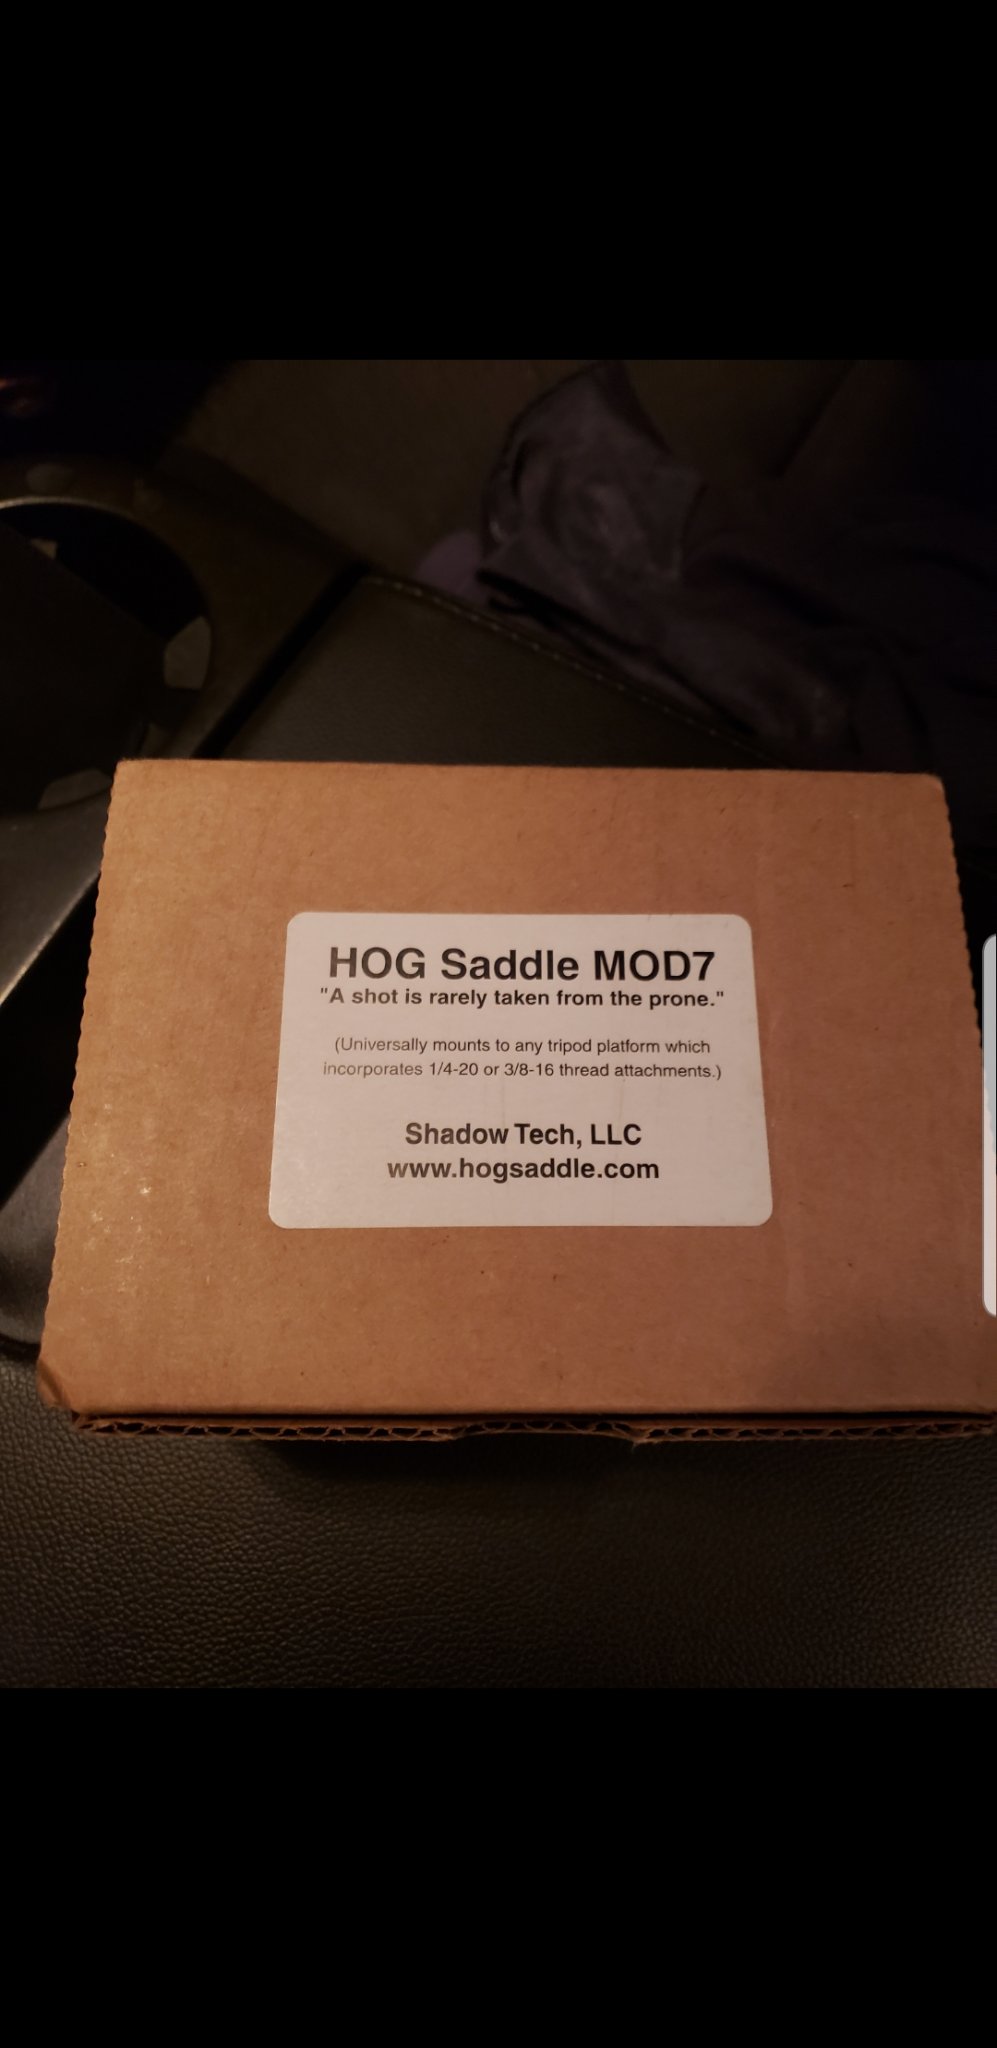 HOG Saddle MOD7
"A shot is rarely taken from the prone."
(Universally mounts to any tripod platform which
incorporates 1/4-20 or 3/8-16 thread attachments.)
Shadow Tech, LLC
www.hogsaddle.com